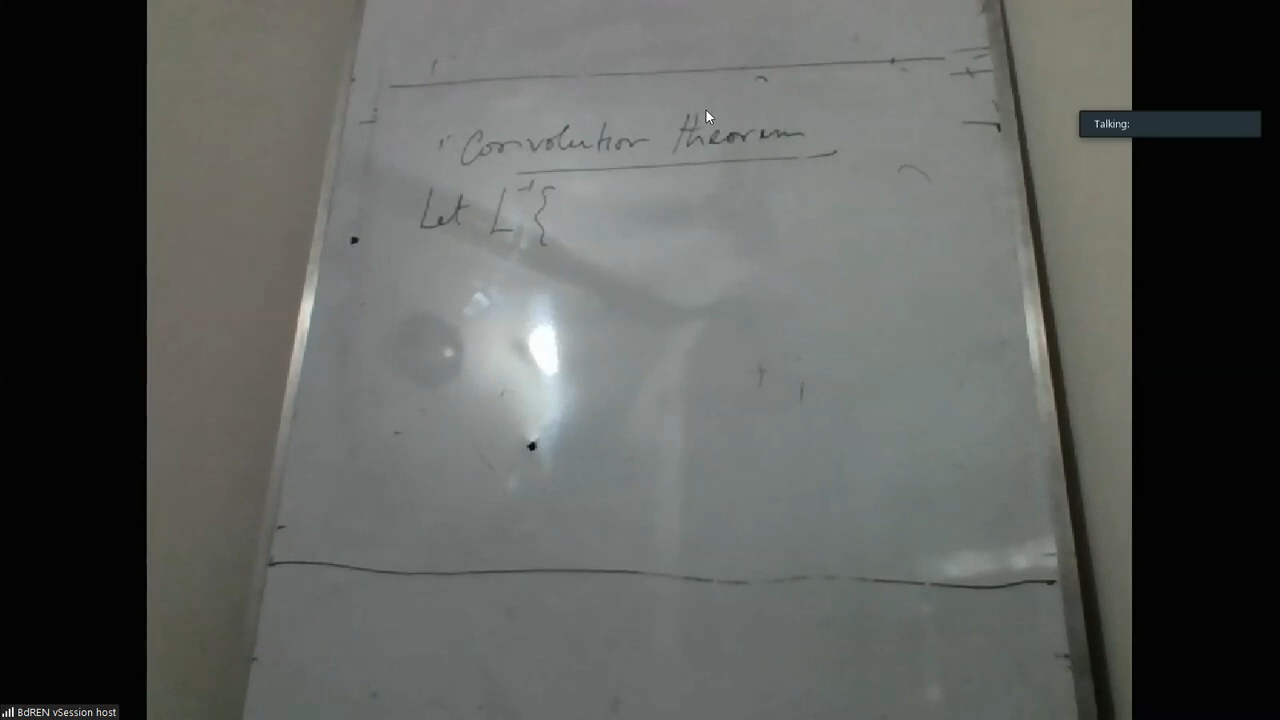 Convolution theorem
Let L⁻¹{
Talking:
BdREN vSession host